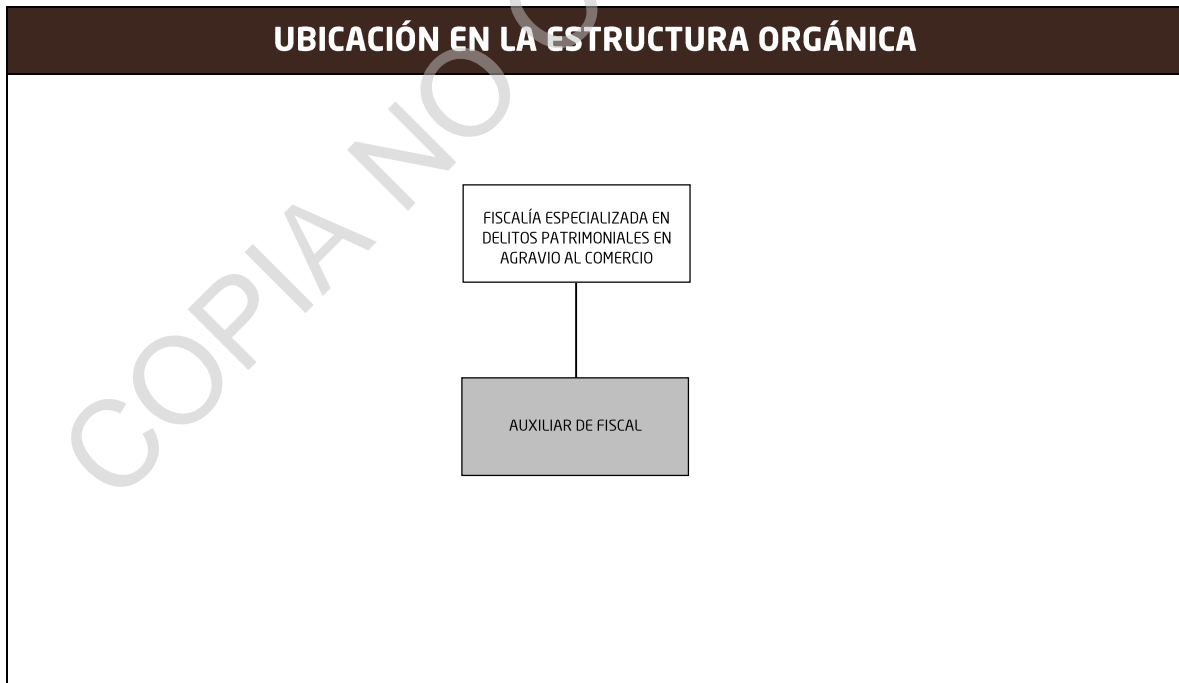 UBICACIÓN EN LA ESTRUCTURA ORGÁNICA
FISCALÍA ESPECIALIZADA EN
DELITOS PATRIMONIALES EN
AGRAVIO AL COMERCIO
AUXILIAR DE FISCAL
COPIA NO